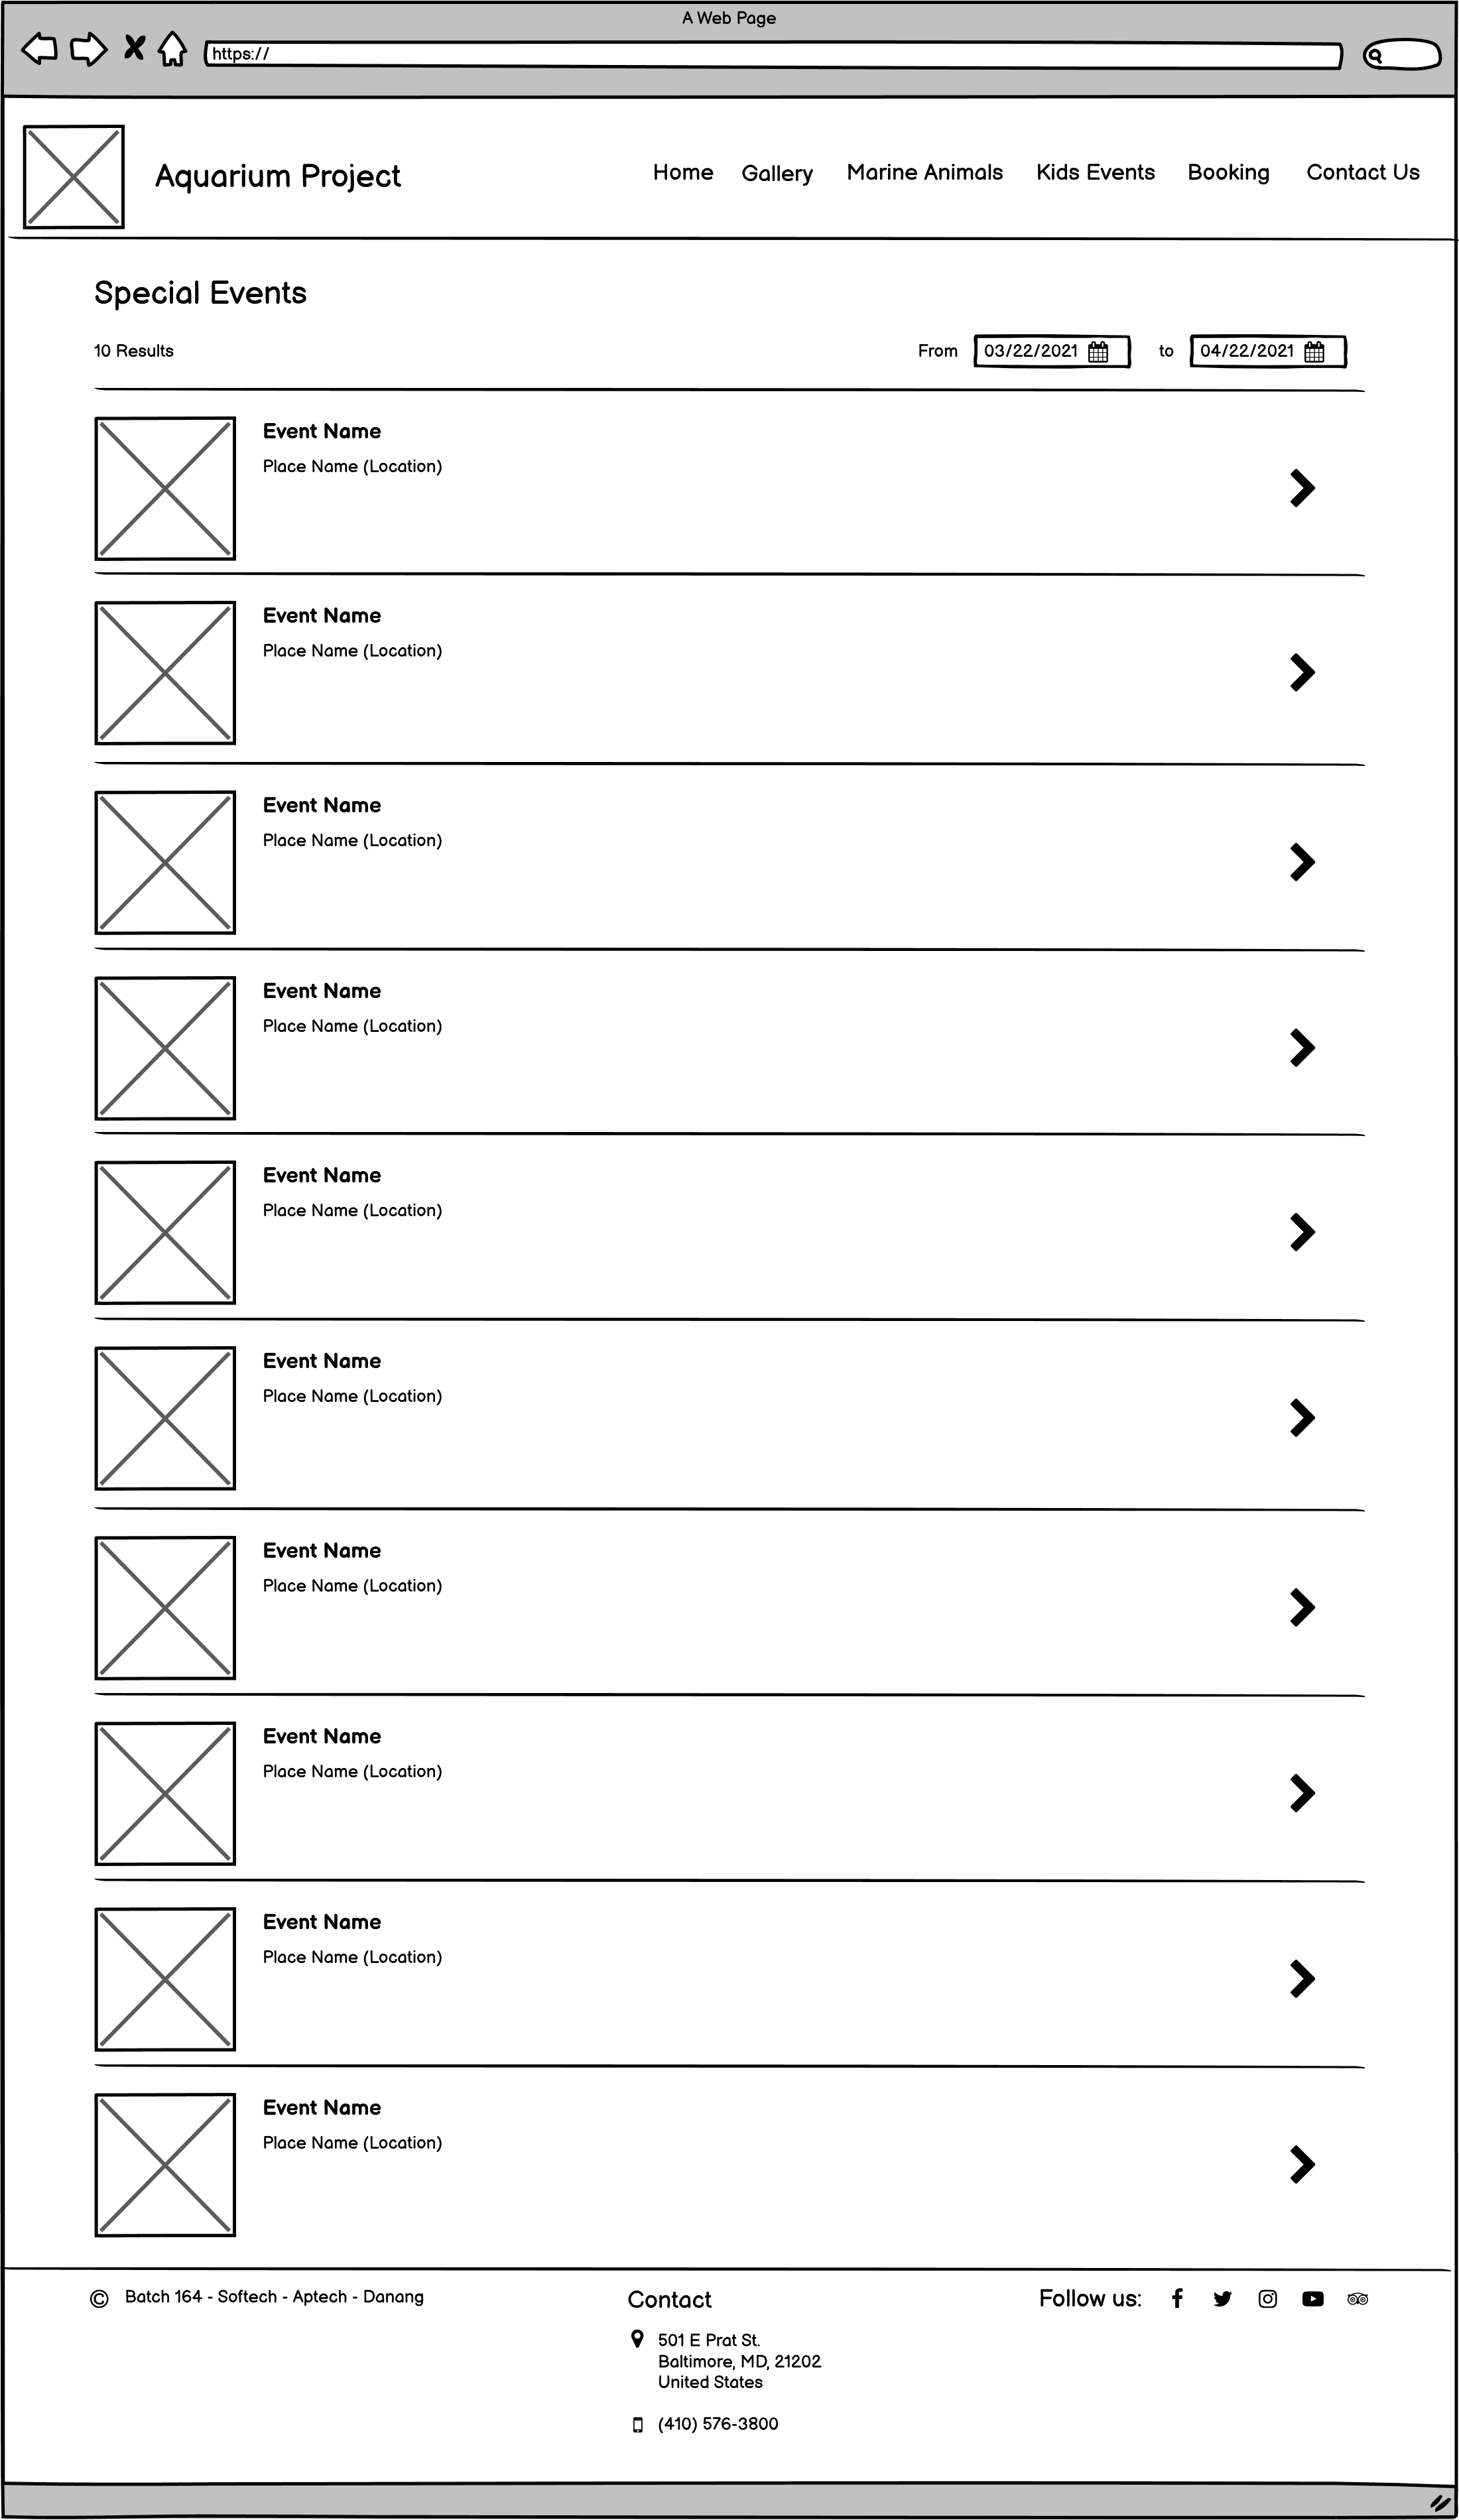 A Web Page
https://
Aquarium Project
Home Gallery Marine Animals Kids Events Booking Contact Us
Special Events
10 Results From 03/22/2021 to 04/22/2021
Event Name
Place Name (Location)
Event Name
Place Name (Location)
Event Name
Place Name (Location)
Event Name
Place Name (Location)
Event Name
Place Name (Location)
Event Name
Place Name (Location)
Event Name
Place Name (Location)
Event Name
Place Name (Location)
Event Name
Place Name (Location)
Event Name
Place Name (Location)
© Batch 164 - Softech - Aptech - Danang
Contact
501 E Prat St.
Baltimore, MD, 21202
United States
(410) 576-3800
Follow us: